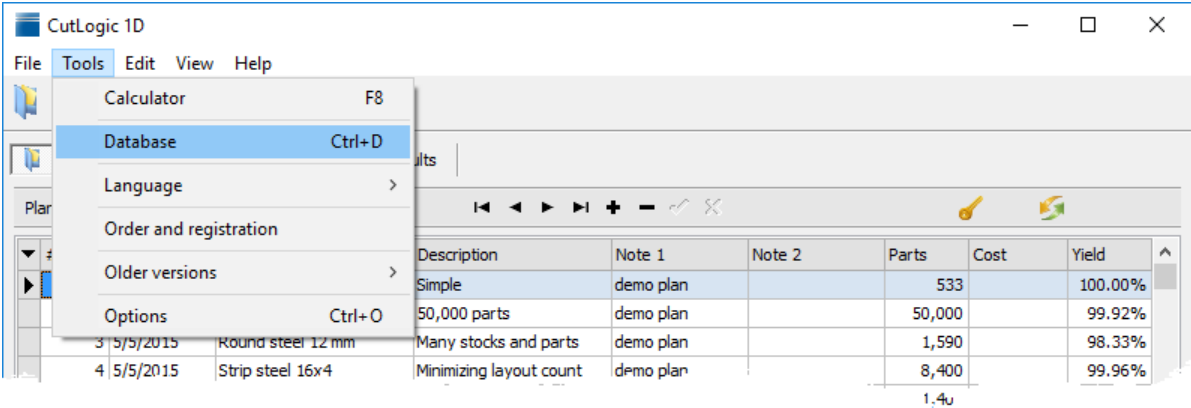 CutLogic 1D
File Tools Edit View Help
Calculator F8
Database Ctrl+D
Language
Order and registration
Older versions
Options Ctrl+O
Description Note 1 Note 2 Parts Cost Yield
Simple demo plan 533 100.00%
50,000 parts demo plan 50,000 99.92%
3 5/5/2015 Round steel 12 mm Many stocks and parts demo plan 1,590 98.33%
4 5/5/2015 Strip steel 16x4 Minimizing layout count demo plan 8,400 99.96%